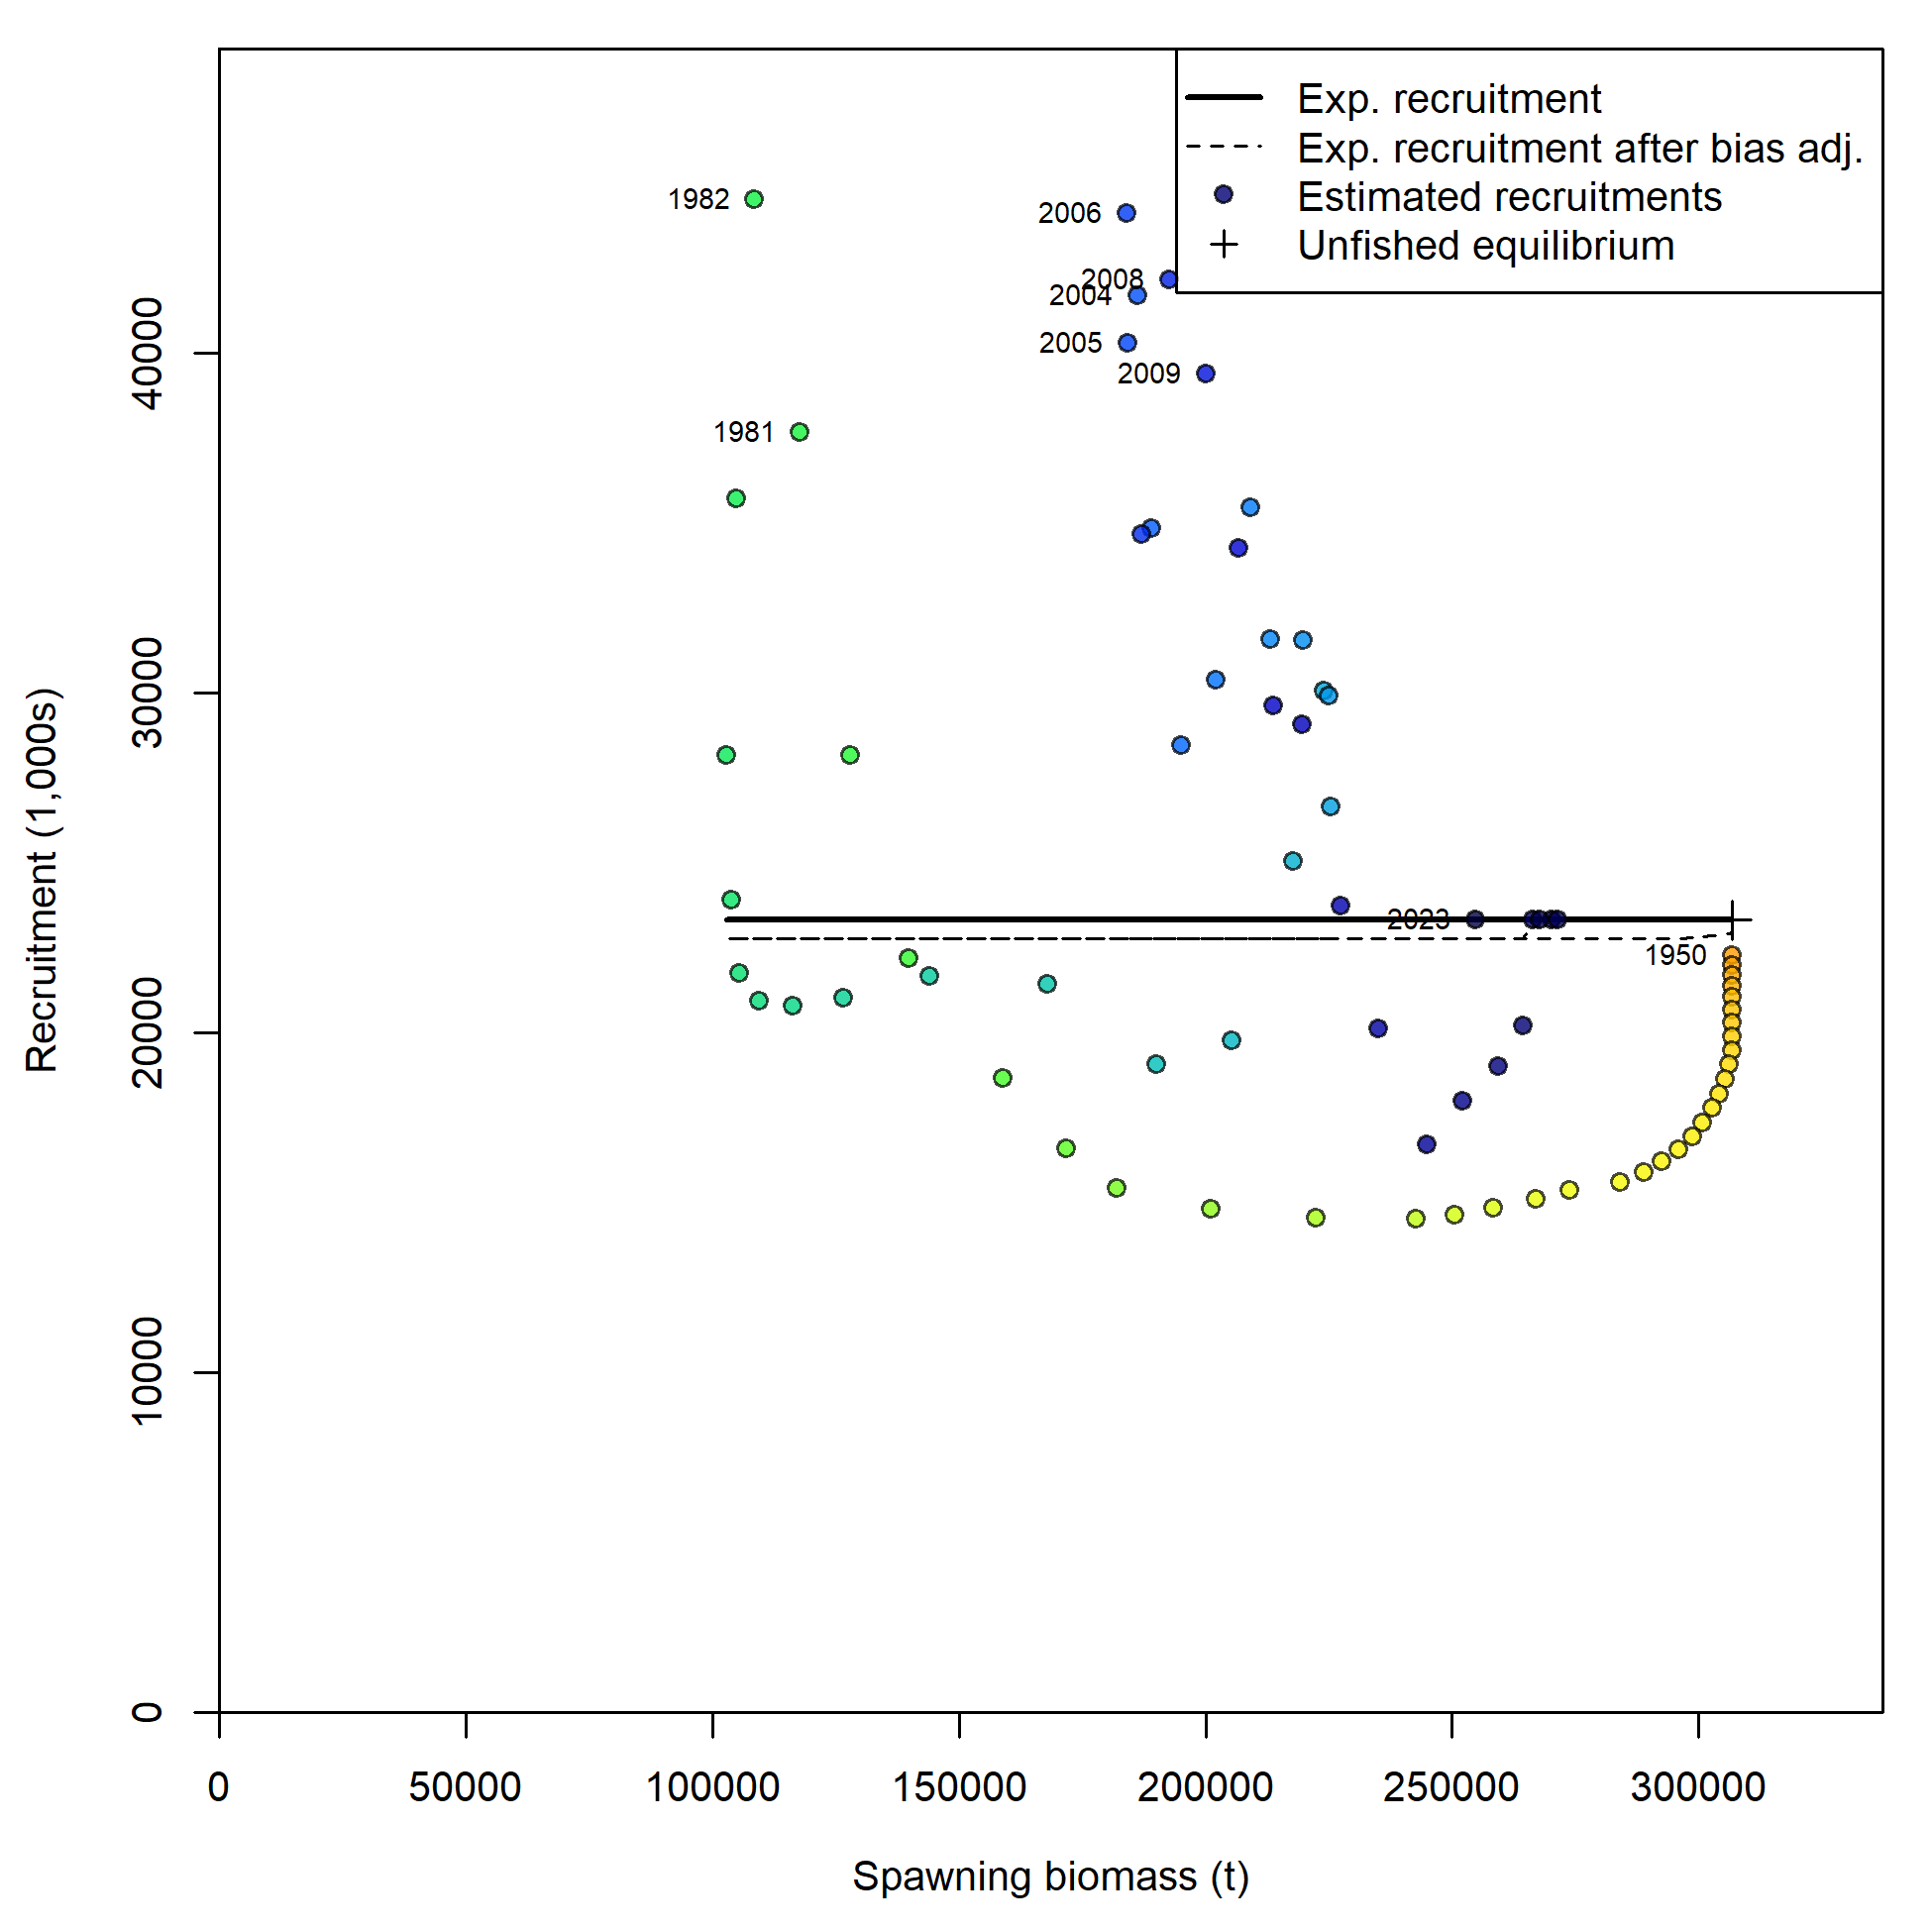 Exp. recruitment
Exp. recruitment after bias adj.
Estimated recruitments
Unfished equilibrium
1982
2006
2008
2004
2005
2009
1981
2023
1950
40000
30000
20000
10000
0
Recruitment (1,000s)
0 50000 100000 150000 200000 250000 300000
Spawning biomass (t)